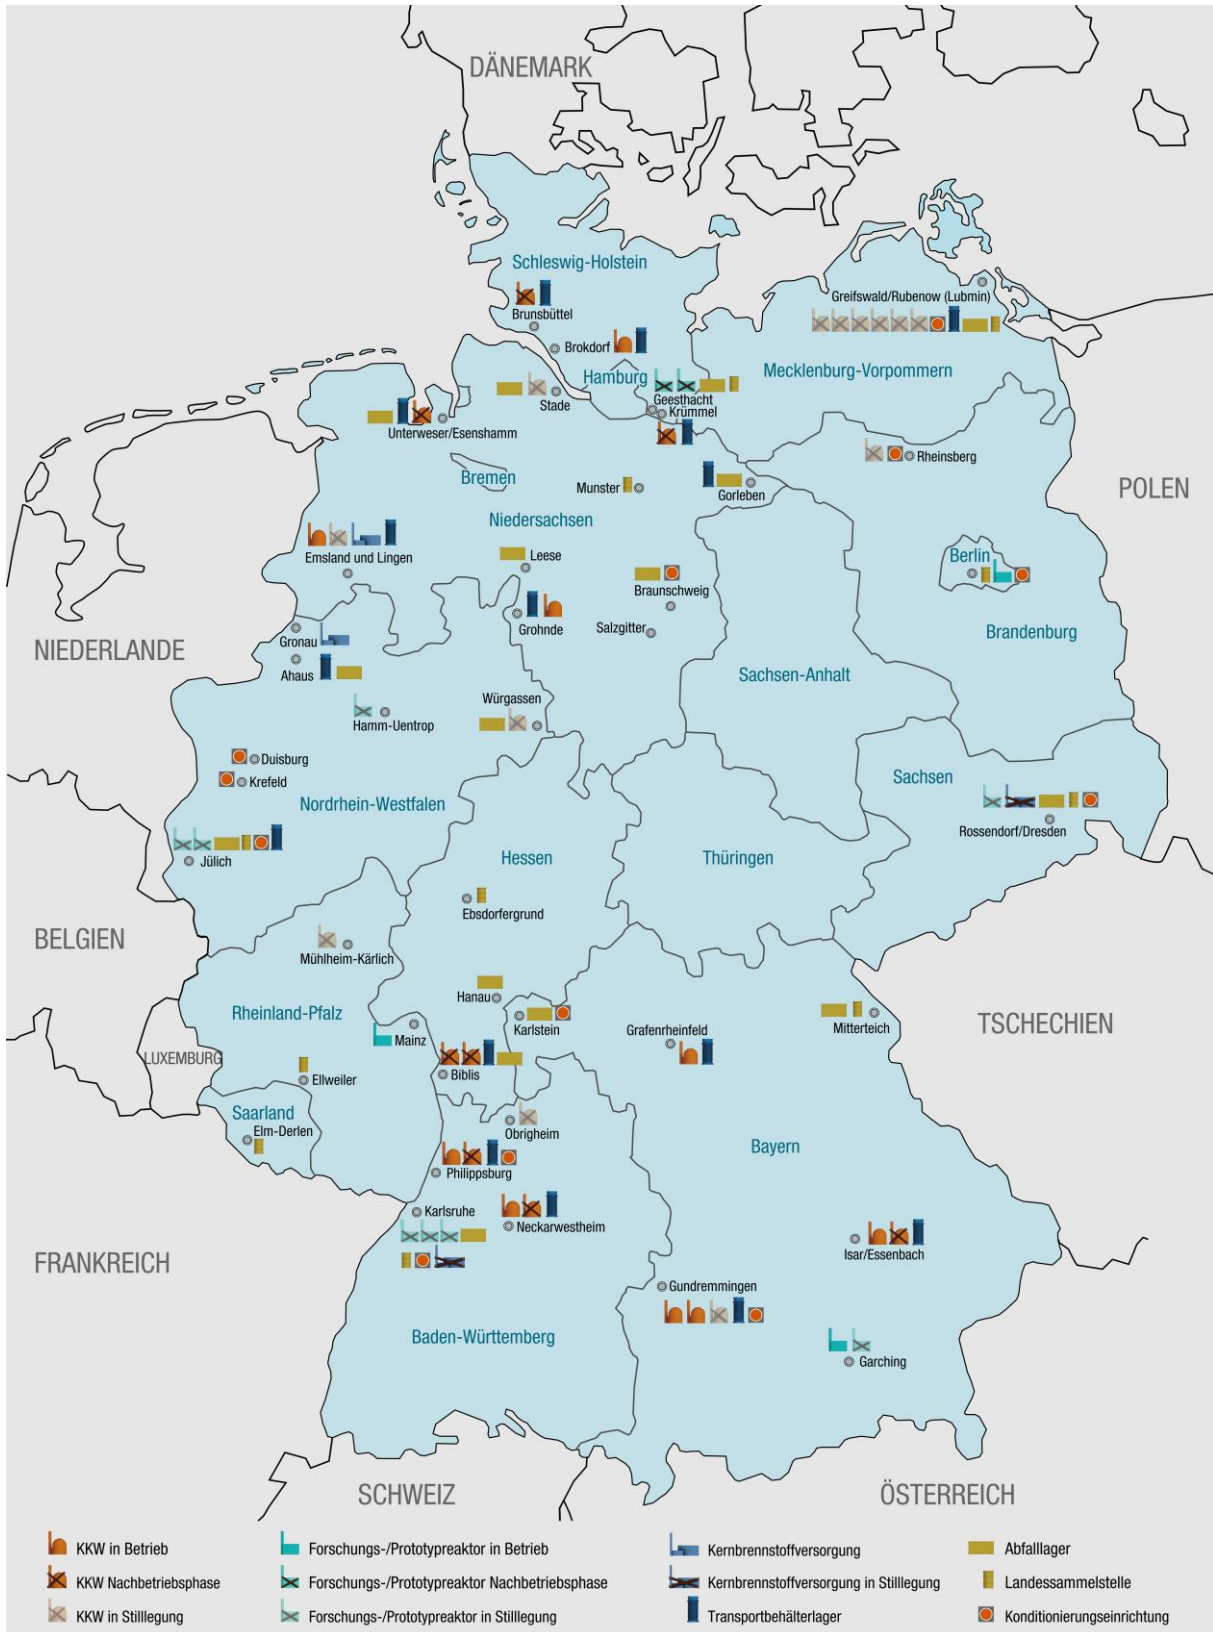 DÄNEMARK
Schleswig-Holstein
Brunsbüttel
Greifswald/Rubenow (Lubmin)
Brokdorf
Hamburg
Mecklenburg-Vorpommern
Stade
Geesthacht
Krümmel
Unterweser/Esenshamm
Rheinsberg
Bremen
Munster
Gorleben
POLEN
Niedersachsen
Emsland und Lingen
Leese
Berlin
Braunschweig
Grohnde
Salzgitter
Brandenburg
Gronau
NIEDERLANDE
Ahaus
Sachsen-Anhalt
Würgassen
Hamm-Uentrop
Duisburg
Krefeld
Sachsen
Nordrhein-Westfalen
Rossendorf/Dresden
Jülich
Hessen
Thüringen
Ebsdorfergrund
BELGIEN
Mühlheim-Kärlich
Hanau
Rheinland-Pfalz
Karlstein
Grafenrheinfeld
Mitterteich
TSCHECHIEN
Mainz
LUXEMBURG
Biblis
Ellweiler
Saarland
Elm-Derlen
Obrigheim
Bayern
Philippsburg
Karlsruhe
Neckarwestheim
FRANKREICH
Isar/Essenbach
Gundremmingen
Baden-Württemberg
Garching
SCHWEIZ
ÖSTERREICH
KKW in Betrieb
KKW Nachbetriebsphase
KKW in Stilllegung
Forschungs-/Prototypreaktor in Betrieb
Forschungs-/Prototypreaktor Nachbetriebsphase
Forschungs-/Prototypreaktor in Stilllegung
Kernbrennstoffversorgung
Kernbrennstoffversorgung in Stilllegung
Transportbehälterlager
Abfalllager
Landessammelstelle
Konditionierungseinrichtung